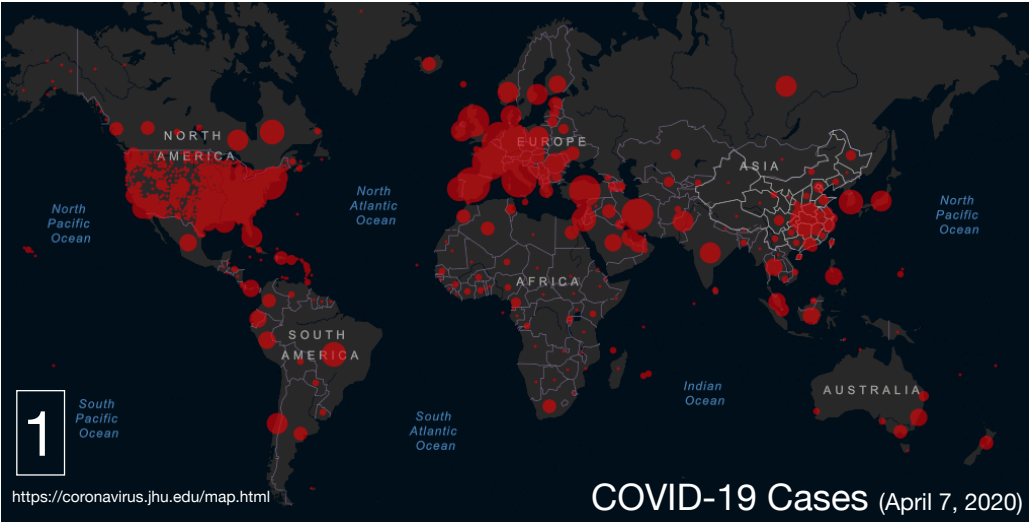 NORTH
AMERICA
EUROPE
ASIA
North
Pacific
Ocean
North
Atlantic
Ocean
North
Pacific
Ocean
AFRICA
SOUTH
AMERICA
Indian
Ocean
AUSTRALIA
South
Pacific
Ocean
South
Atlantic
Ocean
1
https://coronavirus.jhu.edu/map.html
COVID-19 Cases (April 7, 2020)